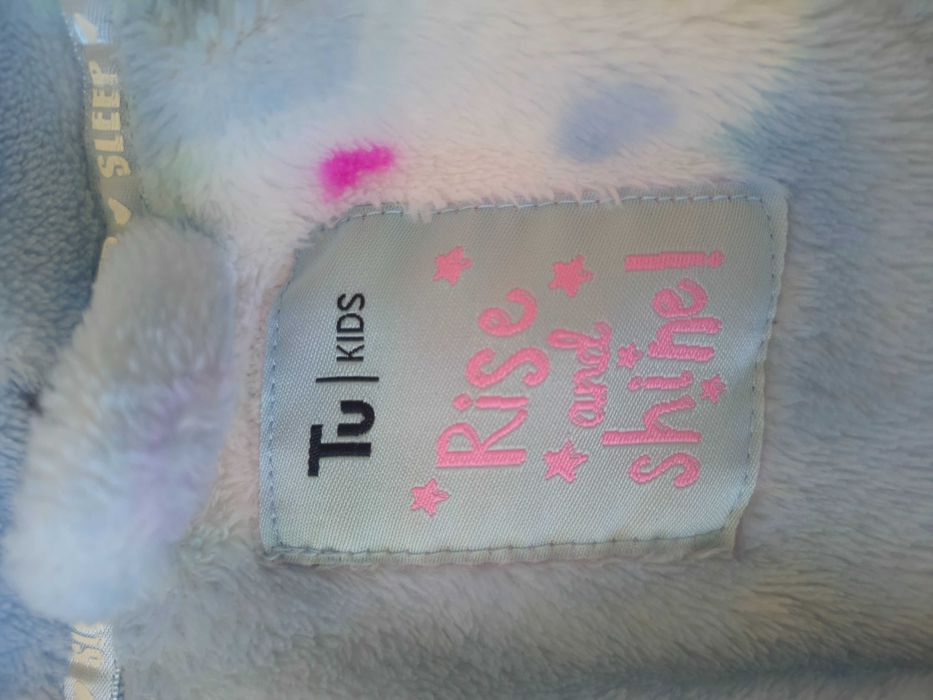 Tu | KIDS
Rise
and
shine!
SLEEP